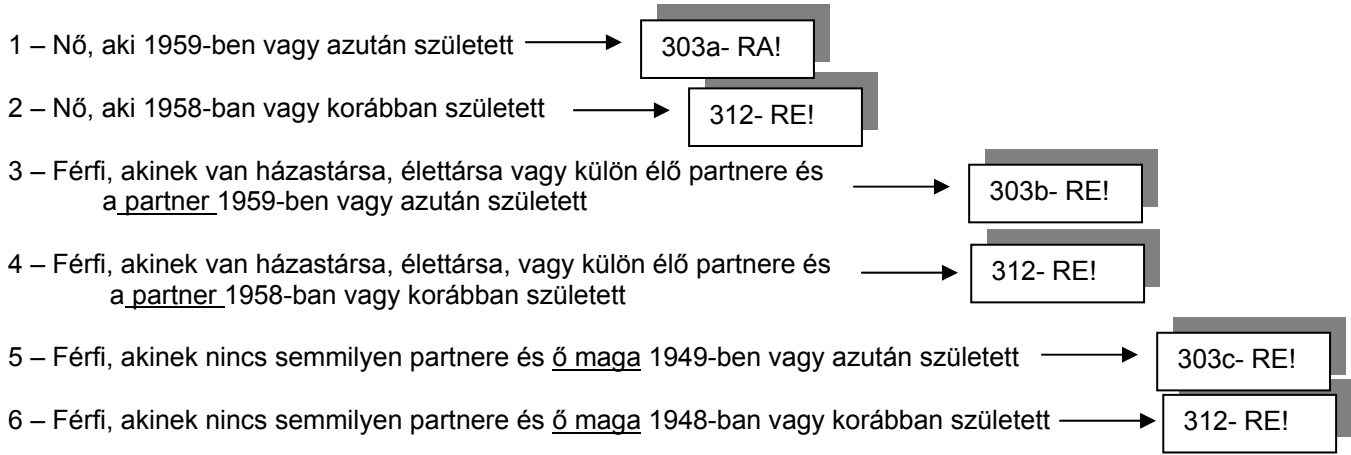 1 – Nő, aki 1959-ben vagy azután született 303a- RA!
2 – Nő, aki 1958-ban vagy korábban született 312- RE!
3 – Férfi, akinek van házastársa, élettársa vagy külön élő partnere és
a partner 1959-ben vagy azután született 303b- RE!
4 – Férfi, akinek van házastársa, élettársa, vagy külön élő partnere és
a partner 1958-ban vagy korábban született 312- RE!
5 – Férfi, akinek nincs semmilyen partnere és ő maga 1949-ben vagy azután született 303c- RE!
6 – Férfi, akinek nincs semmilyen partnere és ő maga 1948-ban vagy korábban született 312- RE!